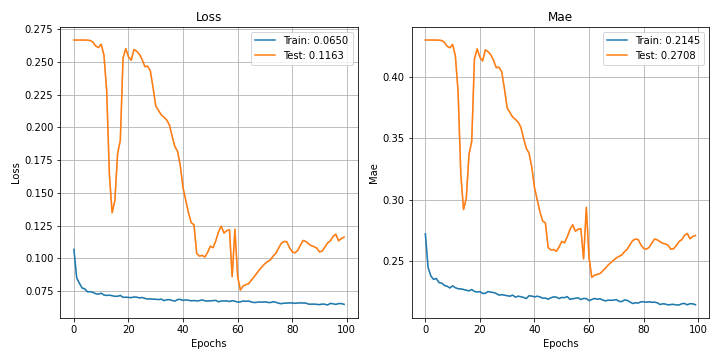 Loss
Train: 0.0650
Test: 0.1163
0.275
0.250
0.225
0.200
0.175
0.150
0.125
0.100
0.075
Loss
0
20
40
60
80
100
Epochs
Mae
Train: 0.2145
Test: 0.2708
0.40
0.35
0.30
0.25
Mae
0
20
40
60
80
100
Epochs